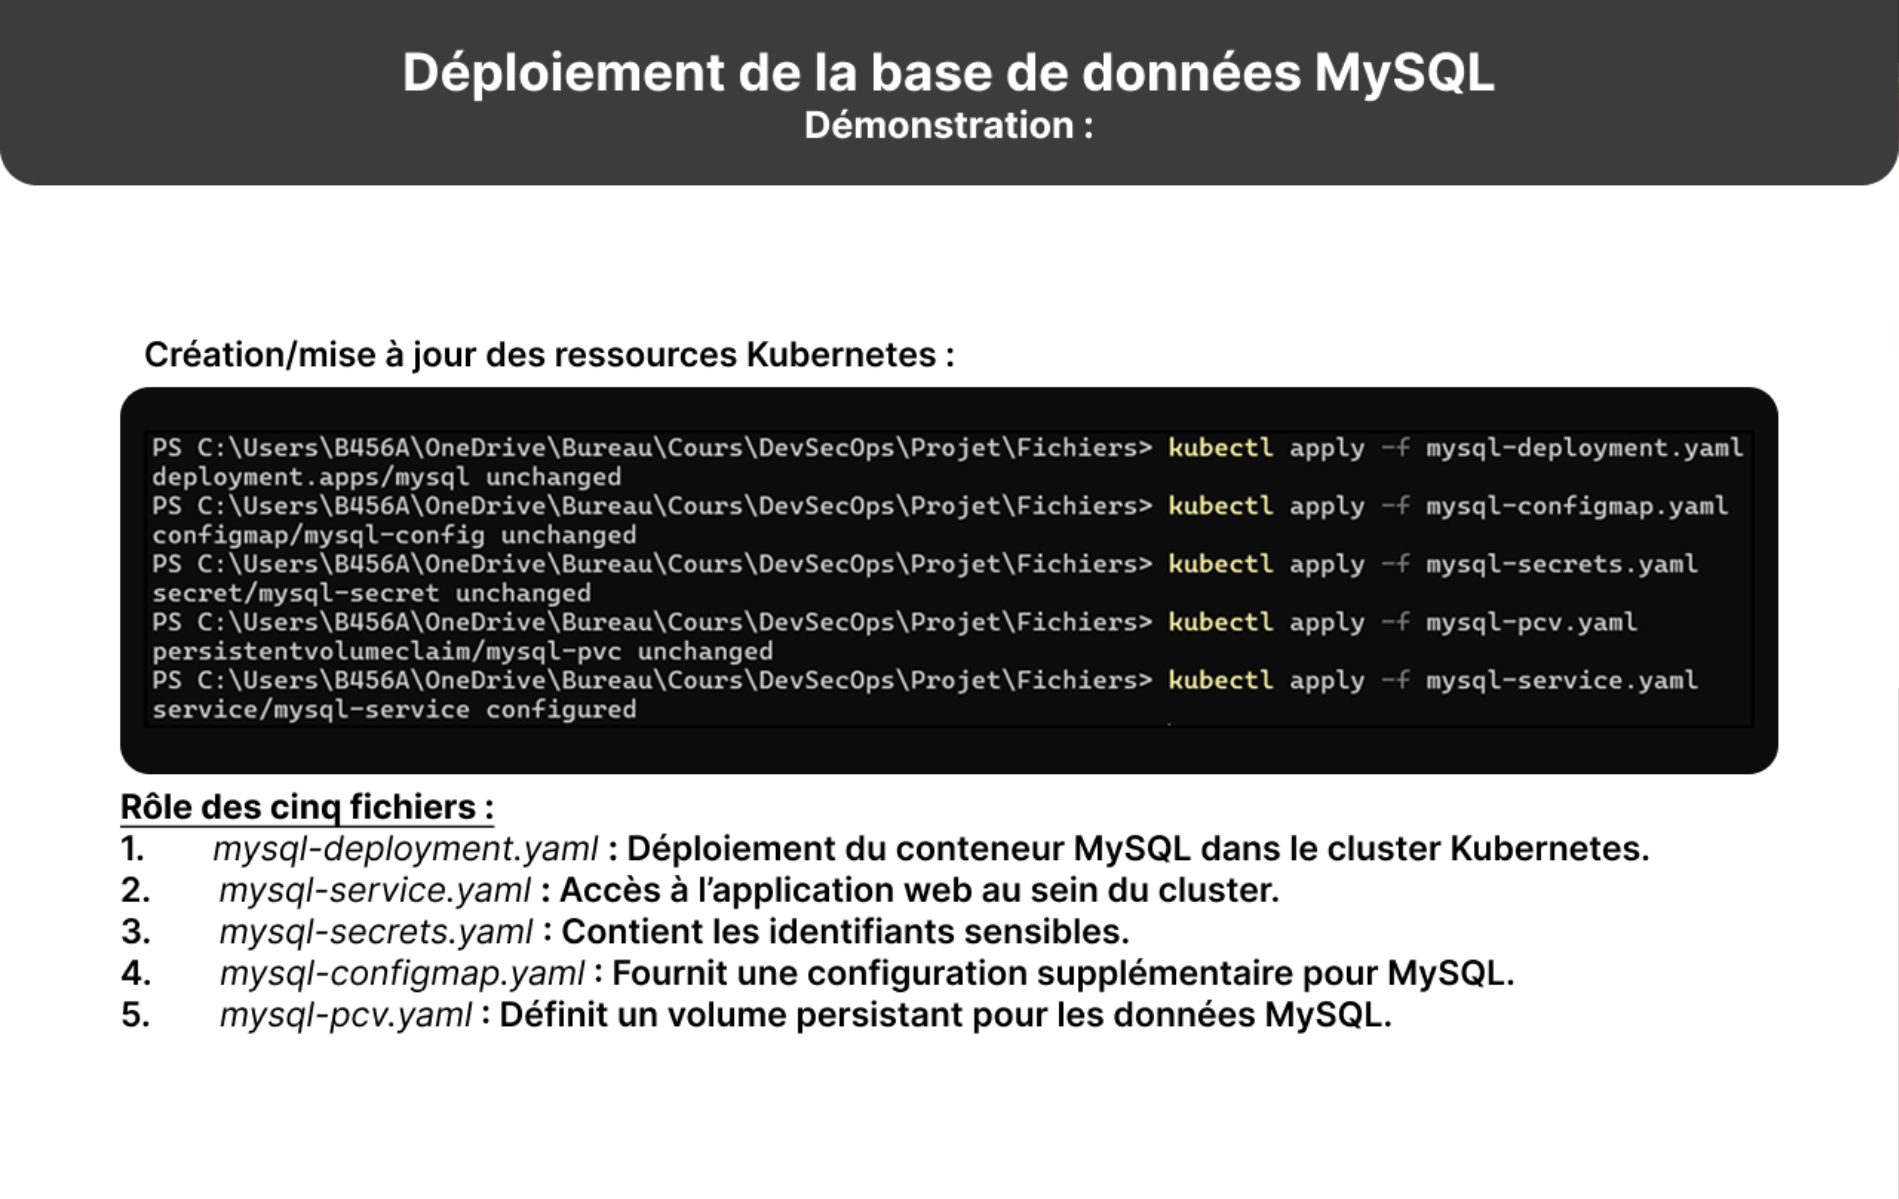 Déploiement de la base de données MySQL
Démonstration :
Création/mise à jour des ressources Kubernetes :
PS C:\Users\B456A\OneDrive\Bureau\Cours\DevSecOps\Projet\Fichiers> kubectl apply -f mysql-deployment.yaml
deployment.apps/mysql unchanged
PS C:\Users\B456A\OneDrive\Bureau\Cours\DevSecOps\Projet\Fichiers> kubectl apply -f mysql-configmap.yaml
configmap/mysql-config unchanged
PS C:\Users\B456A\OneDrive\Bureau\Cours\DevSecOps\Projet\Fichiers> kubectl apply -f mysql-secrets.yaml
secret/mysql-secret unchanged
PS C:\Users\B456A\OneDrive\Bureau\Cours\DevSecOps\Projet\Fichiers> kubectl apply -f mysql-pcv.yaml
persistentvolumeclaim/mysql-pvc unchanged
PS C:\Users\B456A\OneDrive\Bureau\Cours\DevSecOps\Projet\Fichiers> kubectl apply -f mysql-service.yaml
service/mysql-service configured
Rôle des cinq fichiers :
1. mysql-deployment.yaml : Déploiement du conteneur MySQL dans le cluster Kubernetes.
2. mysql-service.yaml : Accès à l’application web au sein du cluster.
3. mysql-secrets.yaml : Contient les identifiants sensibles.
4. mysql-configmap.yaml : Fournit une configuration supplémentaire pour MySQL.
5. mysql-pcv.yaml : Définit un volume persistant pour les données MySQL.